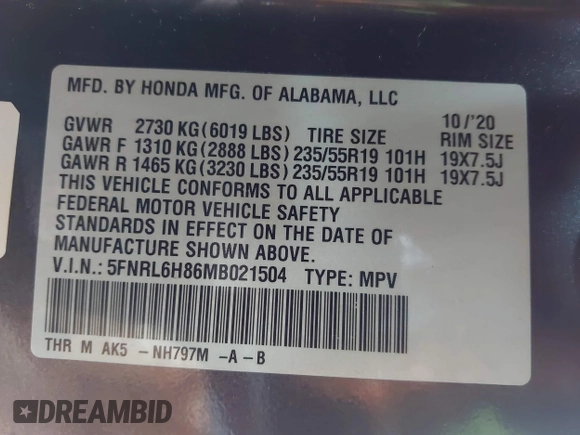 MFD. BY HONDA MFG. OF ALABAMA, LLC
10/'20
GVWR 2730 KG(6019 LBS) TIRE SIZE RIM SIZE
GAWR F 1310 KG(2888 LBS)235/55R19 101H 19X7.5J
GAWR R 1465 KG(3230 LBS)235/55R19 101H 19X7.5J
THIS VEHICLE CONFORMS TO ALL APPLICABLE
FEDERAL MOTOR VEHICLE SAFETY
STANDARDS IN EFFECT ON THE DATE OF
MANUFACTURE SHOWN ABOVE.
V.I.N.: 5FNRL6H86MB021504 TYPE: MPV
THR M AK5 -NH797M -A-B
DREAMBID